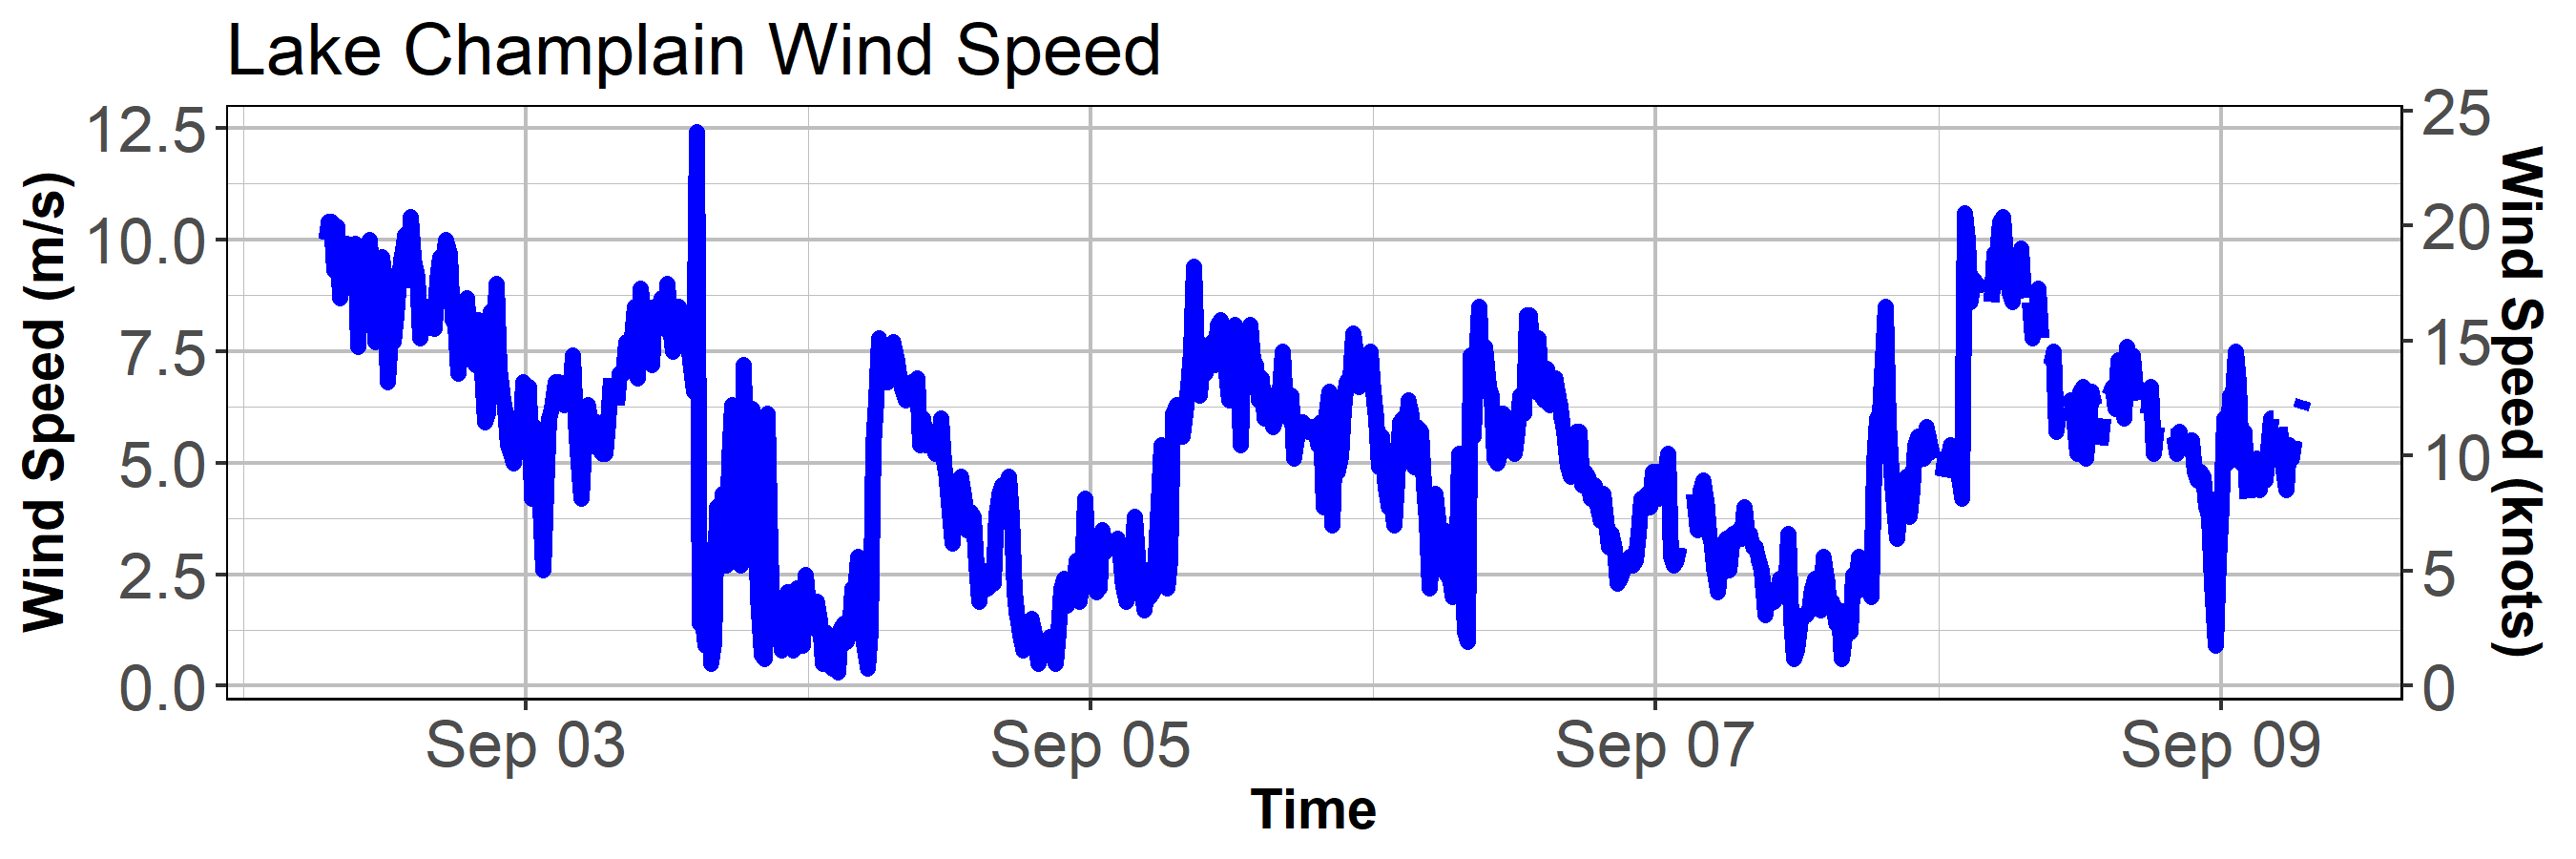 Lake Champlain Wind Speed
Wind Speed (m/s)
12.5
10.0
7.5
5.0
2.5
0.0
25
20
15
10
5
0
Wind Speed (knots)
Sep 03
Sep 05
Sep 07
Sep 09
Time